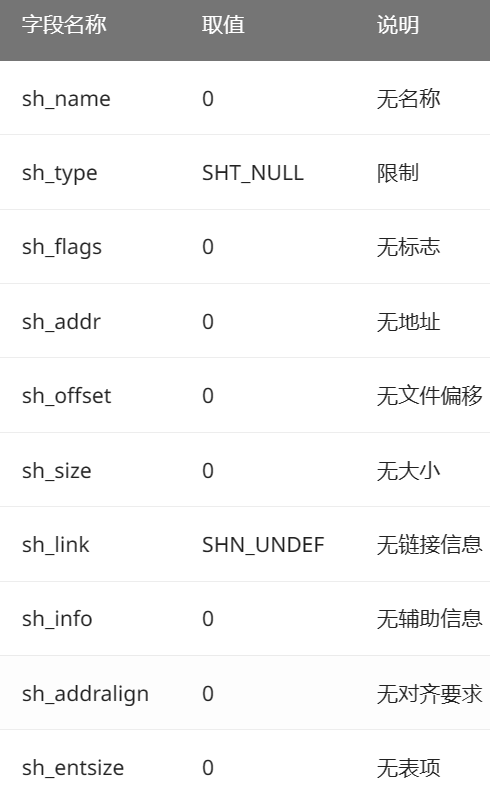 字段名称 取值 说明
sh_name 0 无名称
sh_type SHT_NULL 限制
sh_flags 0 无标志
sh_addr 0 无地址
sh_offset 0 无文件偏移
sh_size 0 无大小
sh_link SHN_UNDEF 无链接信息
sh_info 0 无辅助信息
sh_addralign 0 无对齐要求
sh_entsize 0 无表项